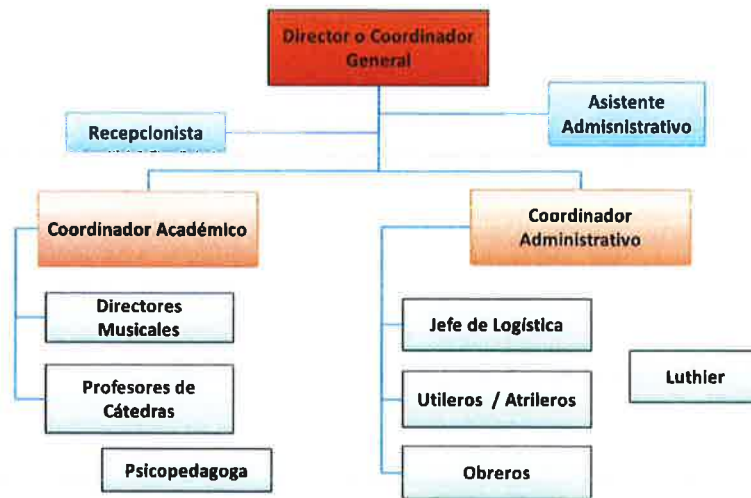 Director o Coordinador
General
Asistente
Admisnistrativo
Recepcionista
Coordinador Académico
Coordinador
Administrativo
Directores
Musicales
Jefe de Logística
Luthier
Profesores de
Cátedras
Utileros / Atrileros
Psicopedagoga
Obreros